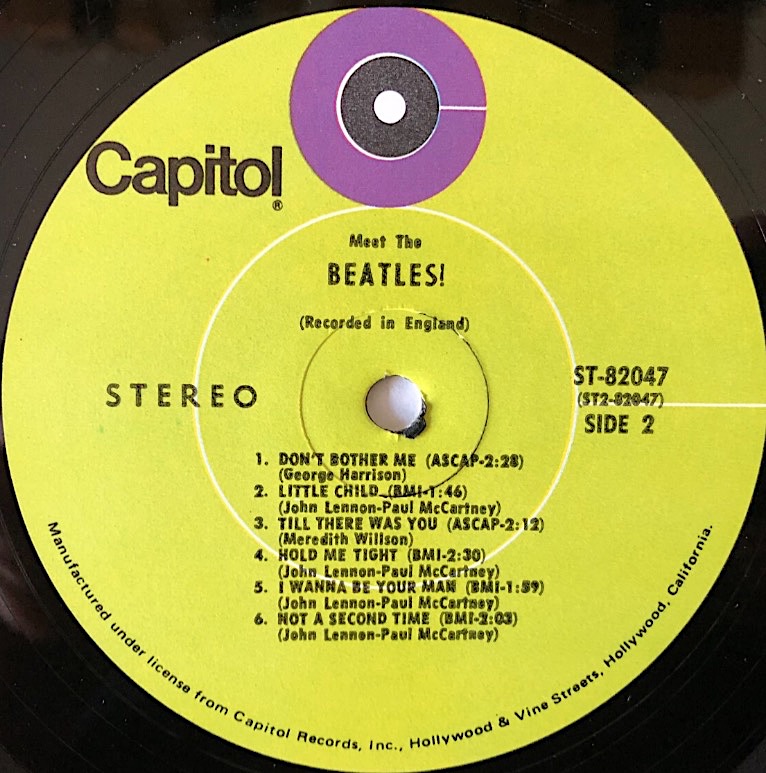 Capitol®
Meet The
BEATLES!
(Recorded in England)
STEREO
ST-82047
(ST2-82047)
SIDE 2
1. DON'T BOTHER ME (ASCAP-2:28)
(George Harrison)
2. LITTLE CHILD (BMI-1:46)
(John Lennon-Paul McCartney)
3. TILL THERE WAS YOU (ASCAP-2:12)
(Meredith Willson)
4. HOLD ME TIGHT (BMI-2:30)
(John Lennon-Paul McCartney)
5. I WANNA BE YOUR MAN (BMI-1:59)
(John Lennon-Paul McCartney)
6. NOT A SECOND TIME (BMI-2:03)
(John Lennon-Paul McCartney)
Manufactured under license from Capitol Records, Inc., Hollywood & Vine Streets, Hollywood, California.